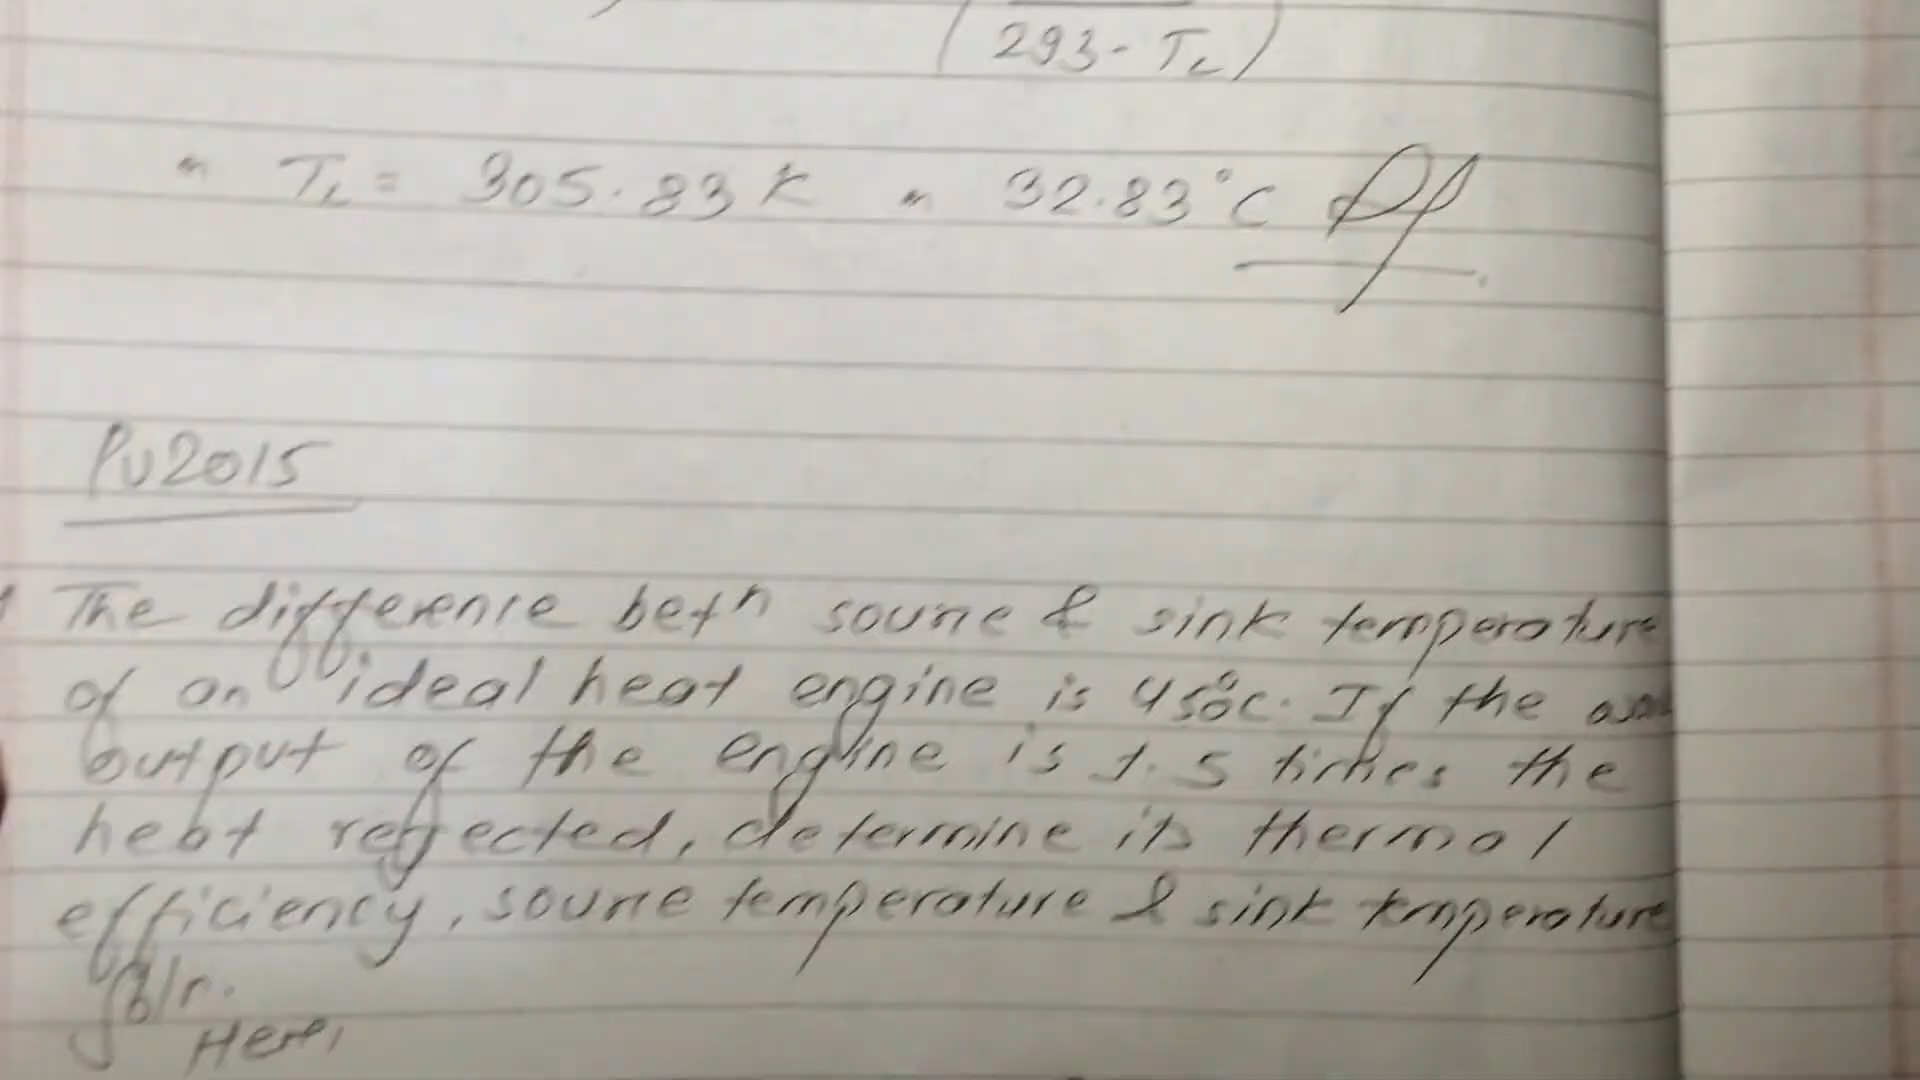 293 - TL
" TL = 305.83 K " 32.83°C
PU2015
The difference betn source & sink temperature
of an ideal heat engine is 450°C. If the
output of the engine is 1.5 times the
heat rejected, determine its thermal
efficiency, source temperature & sink temperature
Soln.
Here,